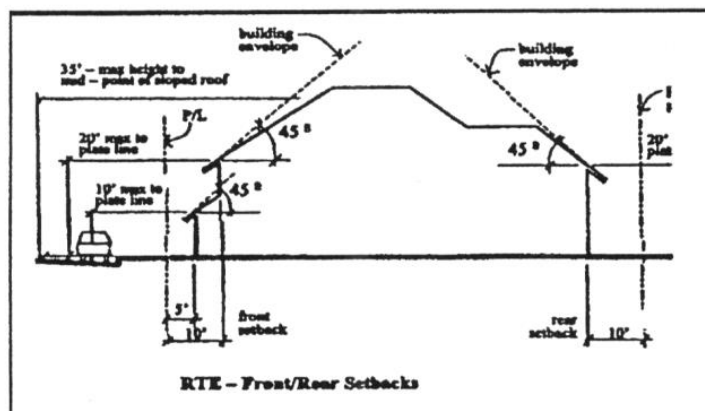 building
envelope
building
envelope
35' – max height to
mid – point of sloped roof
P/L
20' max to
plate line
45 º
45 º
20'
plat
10' max to
plate line
45 º
5'
10'
front
setback
rear
setback
10'
RTE – Front/Rear Setbacks